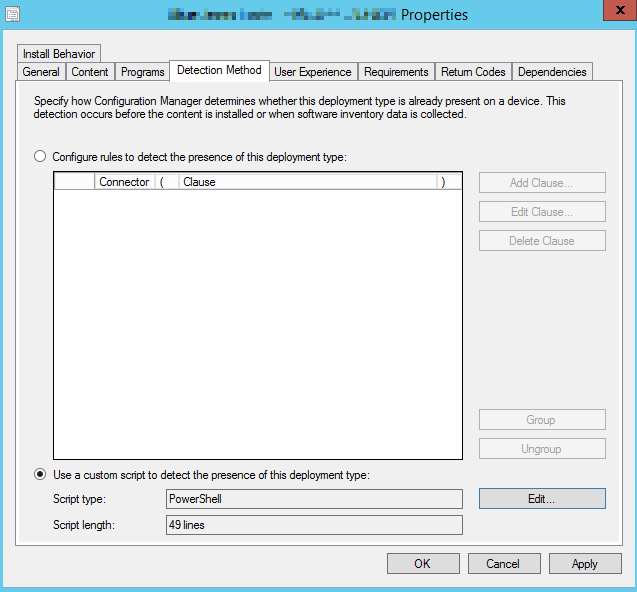 Properties
x
Install Behavior
General Content Programs Detection Method User Experience Requirements Return Codes Dependencies
Specify how Configuration Manager determines whether this deployment type is already present on a device. This
detection occurs before the content is installed or when software inventory data is collected.
Configure rules to detect the presence of this deployment type:
Connector ( Clause )
Add Clause...
Edit Clause...
Delete Clause
Group
Ungroup
Use a custom script to detect the presence of this deployment type:
Script type: PowerShell Edit...
Script length: 49 lines
OK Cancel Apply